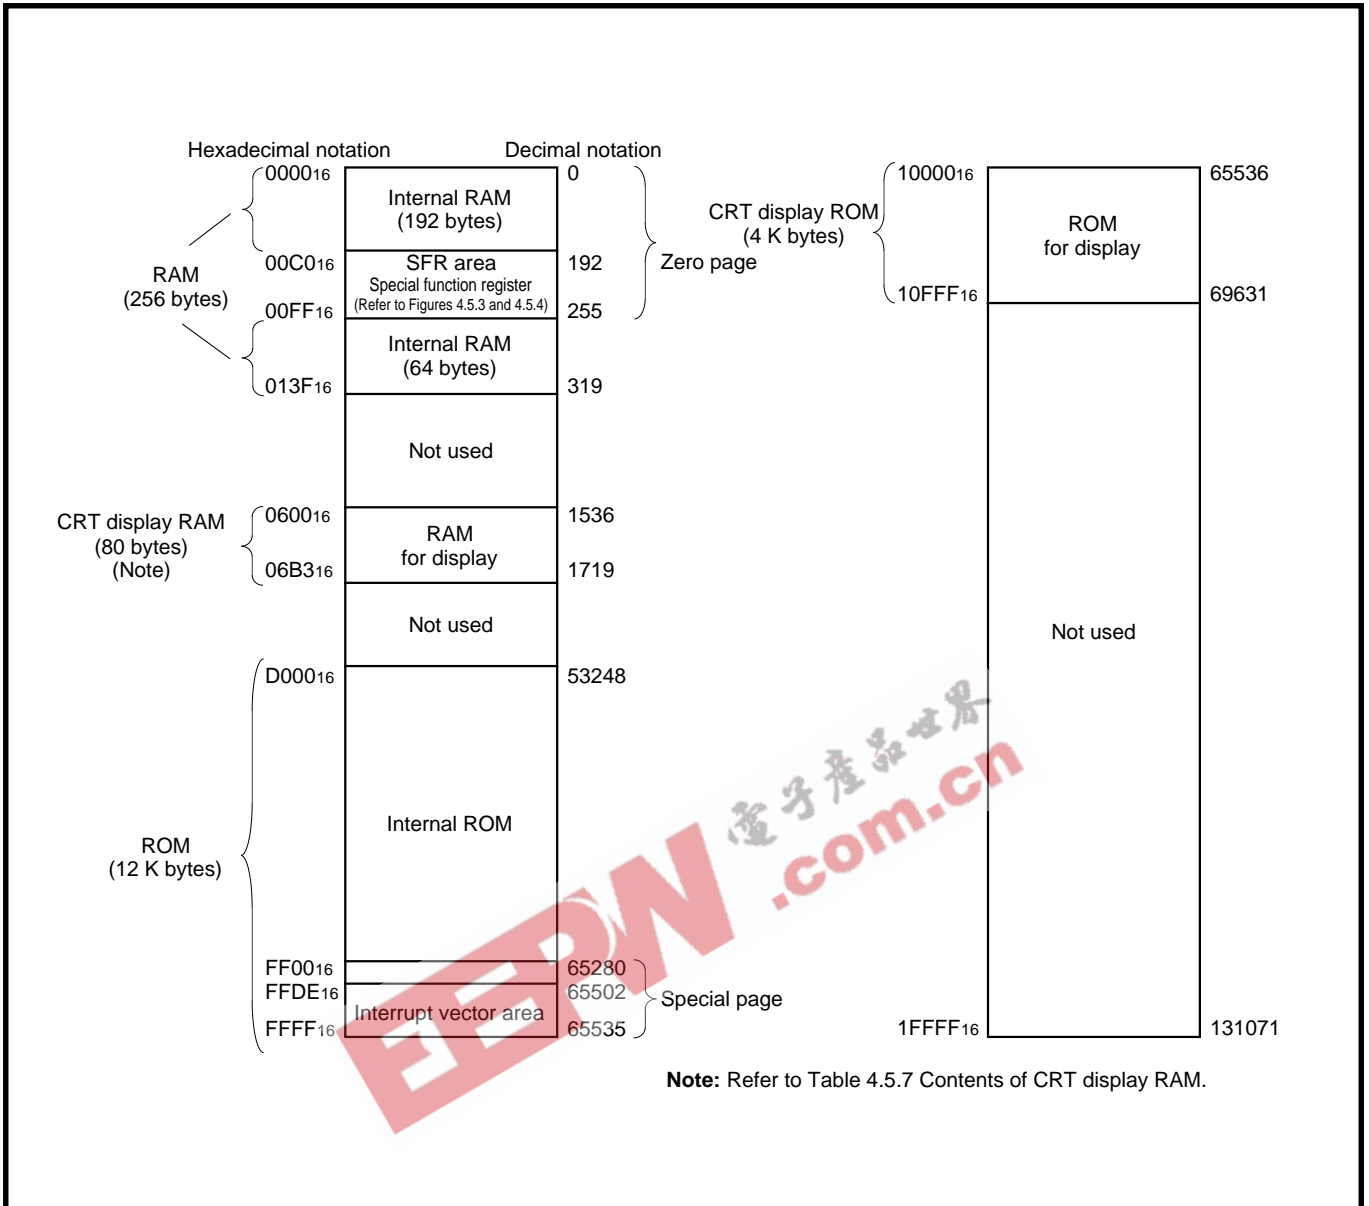 Hexadecimal notation
Decimal notation
000016
0
Internal RAM
(192 bytes)
00C016
192
SFR area
Special function register
(Refer to Figures 4.5.3 and 4.5.4)
Zero page
RAM
(256 bytes)
00FF16
255
Internal RAM
(64 bytes)
013F16
319
Not used
CRT display RAM
(80 bytes)
(Note)
060016
1536
RAM
for display
06B316
1719
Not used
D00016
53248
Internal ROM
ROM
(12 K bytes)
FF0016
65280
FFDE16
65502
Interrupt vector area
Special page
FFFF16
65535
1000016
65536
CRT display ROM
(4 K bytes)
ROM
for display
10FFF16
69631
Not used
1FFFF16
131071
Note: Refer to Table 4.5.7 Contents of CRT display RAM.
EEPW
電子產品世界
.com.cn